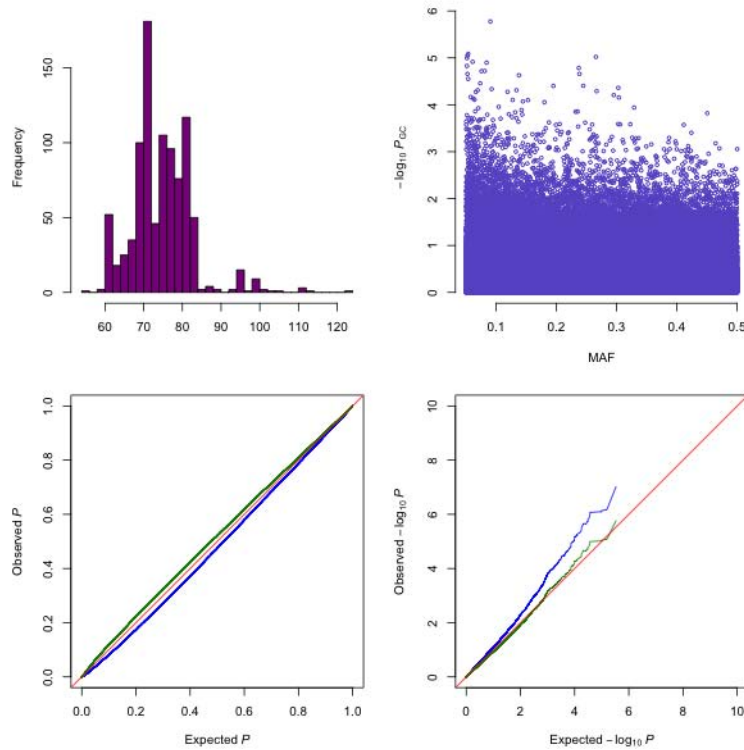 Frequency
0
50
100
150
60 70 80 90 100 110 120
−log₁₀ P_GC
0
1
2
3
4
5
6
0.1 0.2 0.3 0.4 0.5
MAF
Observed P
0.0
0.2
0.4
0.6
0.8
1.0
0.0 0.2 0.4 0.6 0.8 1.0
Expected P
Observed −log₁₀ P
0
2
4
6
8
10
0 2 4 6 8 10
Expected −log₁₀ P